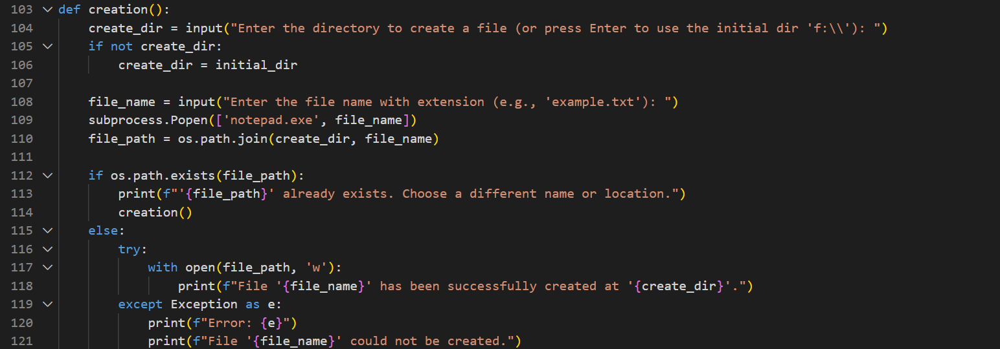 103 def creation():
104     create_dir = input("Enter the directory to create a file (or press Enter to use the initial dir 'f:\\'): ")
105     if not create_dir:
106         create_dir = initial_dir
107
108     file_name = input("Enter the file name with extension (e.g., 'example.txt'): ")
109     subprocess.Popen(['notepad.exe', file_name])
110     file_path = os.path.join(create_dir, file_name)
111
112     if os.path.exists(file_path):
113         print(f"'{file_path}' already exists. Choose a different name or location.")
114         creation()
115     else:
116         try:
117             with open(file_path, 'w'):
118                 print(f"File '{file_name}' has been successfully created at '{create_dir}'.")
119         except Exception as e:
120             print(f"Error: {e}")
121             print(f"File '{file_name}' could not be created.")